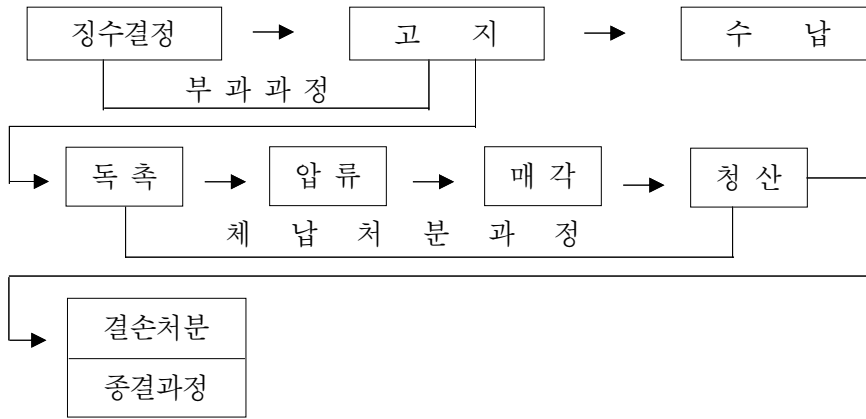 징수결정 고 지 수 납
부 과 과 정
독 촉 압 류 매 각 청 산
체 납 처 분 과 정
결손처분
종결과정